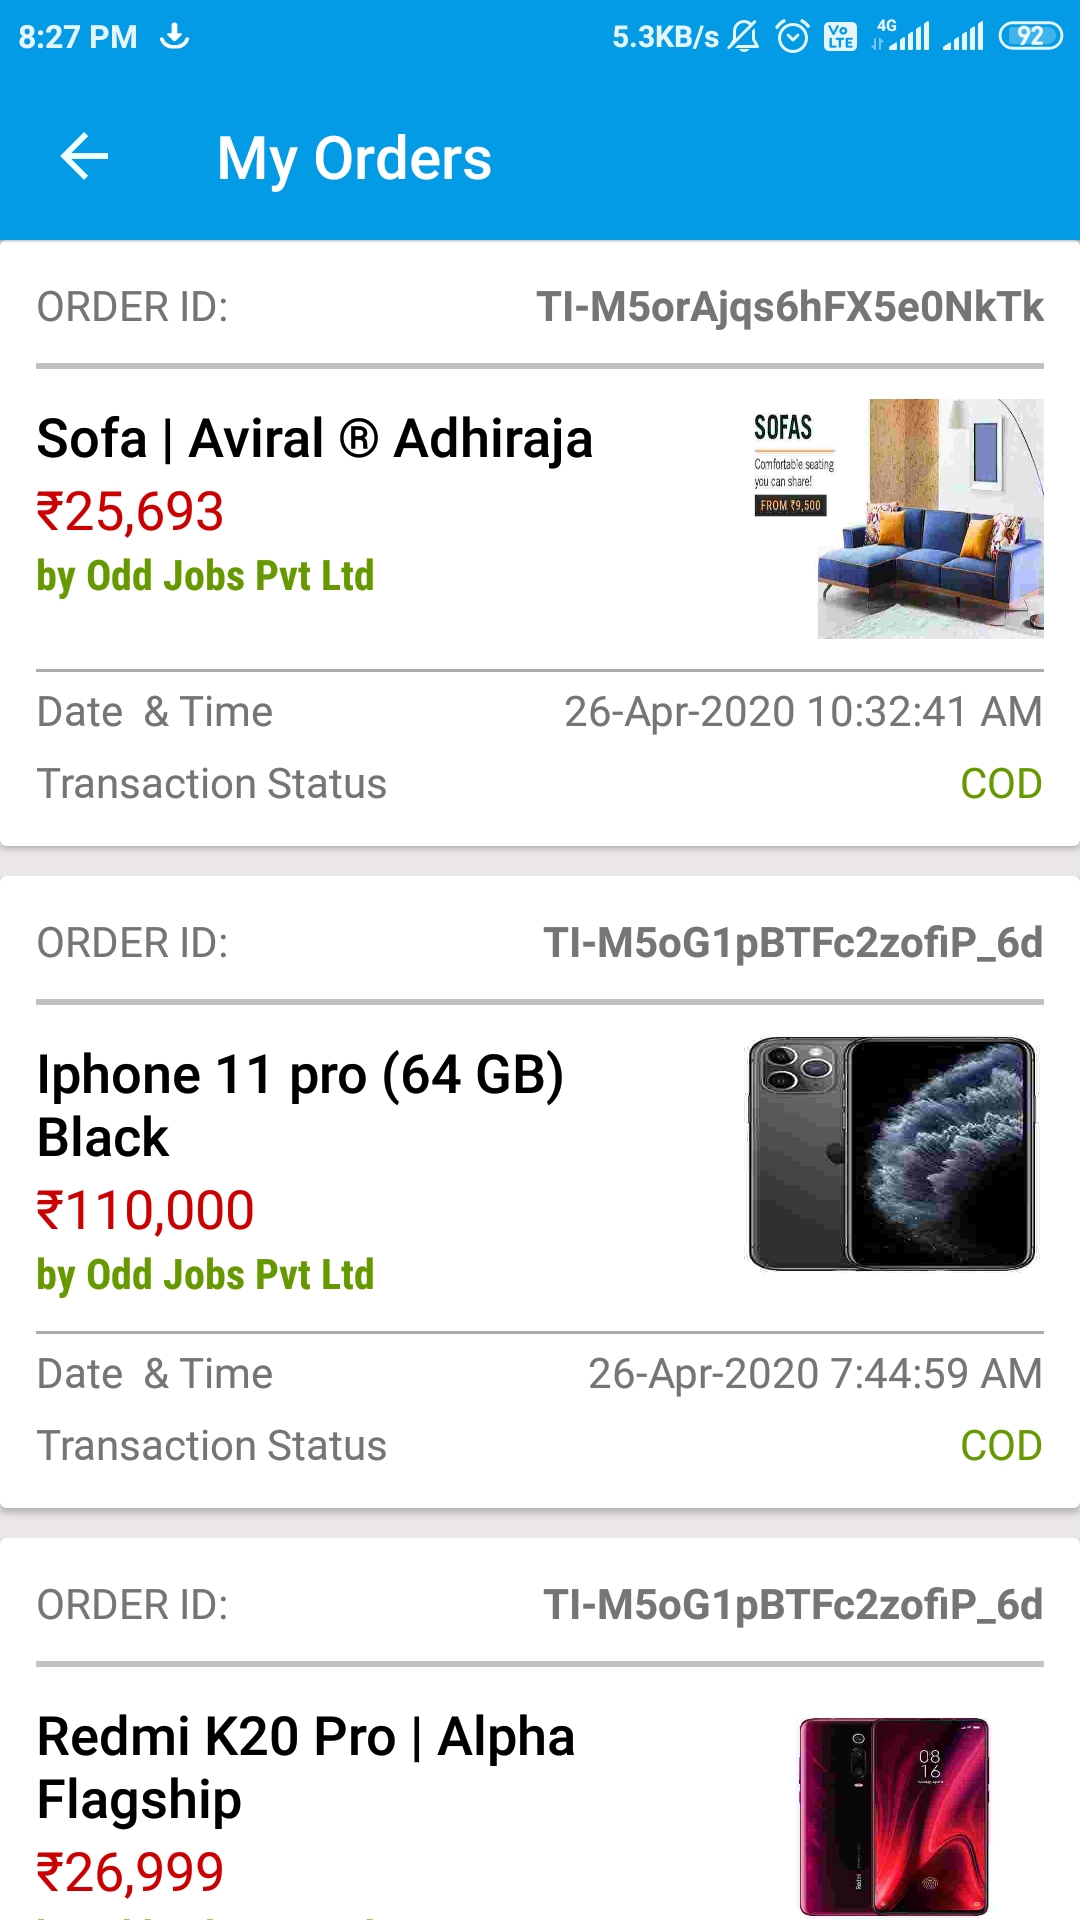 8:27 PM 5.3KB/s Vo LTE 4G 92
My Orders
ORDER ID: TI-M5orAjqs6hFX5e0NkTk
Sofa | Aviral ® Adhiraja
₹25,693
by Odd Jobs Pvt Ltd
SOFAS
Comfortable seating
you can share!
FROM ₹9,500
Date & Time 26-Apr-2020 10:32:41 AM
Transaction Status COD
ORDER ID: TI-M5oG1pBTFc2zofiP_6d
Iphone 11 pro (64 GB)
Black
₹110,000
by Odd Jobs Pvt Ltd
Date & Time 26-Apr-2020 7:44:59 AM
Transaction Status COD
ORDER ID: TI-M5oG1pBTFc2zofiP_6d
Redmi K20 Pro | Alpha
Flagship
₹26,999
08
16
Redmi